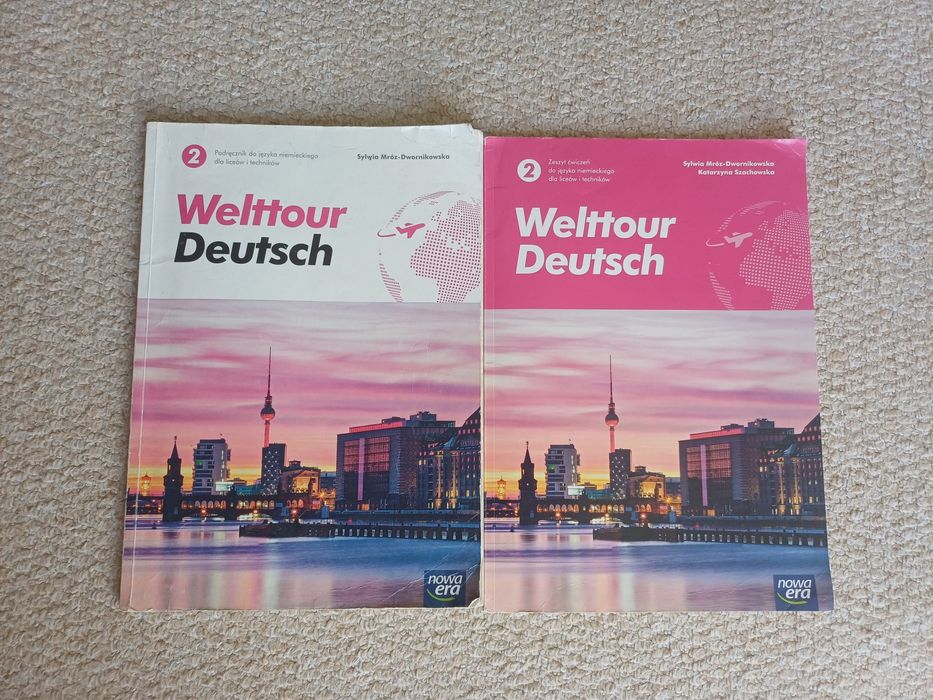 2
Podręcznik do języka niemieckiego
dla liceów i techników
Sylwia Mróz-Dwornikowska
Welttour
Deutsch
nowa
era
2
Zeszyt ćwiczeń
do języka niemieckiego
dla liceów i techników
Sylwia Mróz-Dwornikowska
Katarzyna Szachowska
Welttour
Deutsch
nowa
era